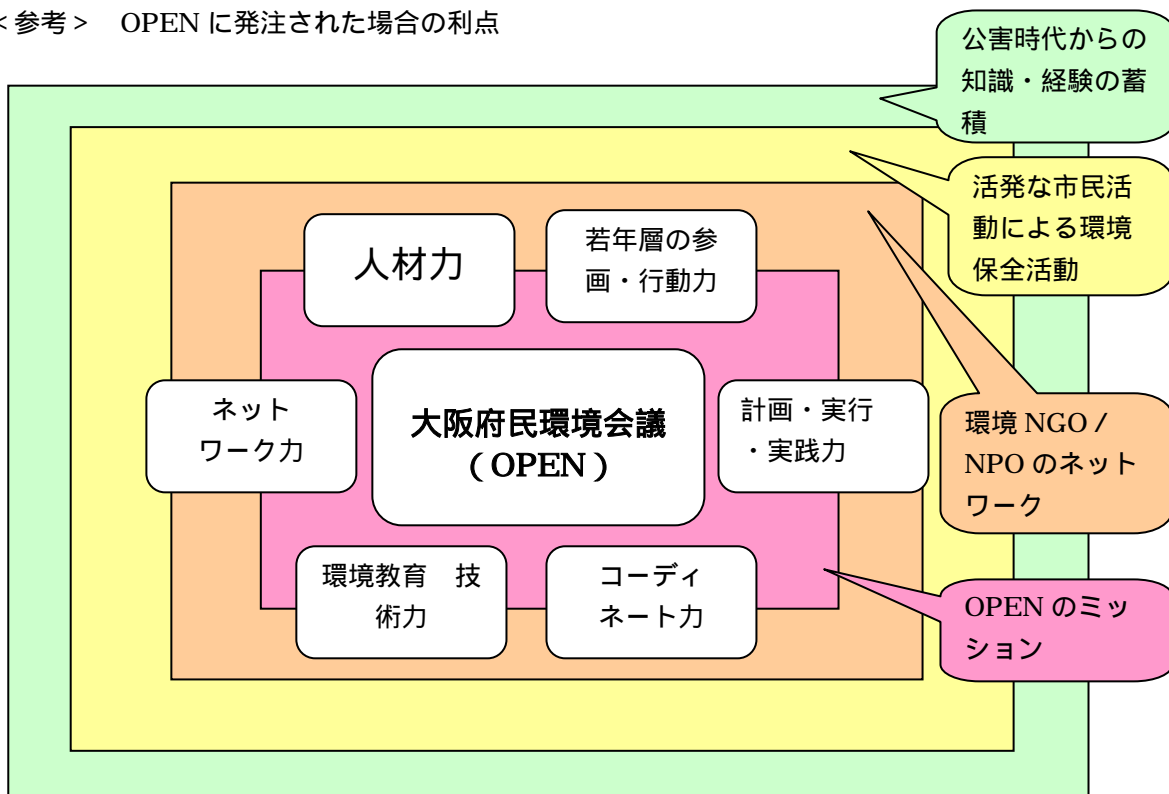 <参考> OPEN に発注された場合の利点
公害時代からの
知識・経験の蓄
積
活発な市民活
動による環境
保全活動
人材力
若年層の参
画・行動力
ネット
ワーク力
大阪府民環境会議
(OPEN)
計画・実行
・実践力
環境 NGO /
NPO のネット
ワーク
環境教育 技
術力
コーディ
ネート力
OPEN のミッ
ション